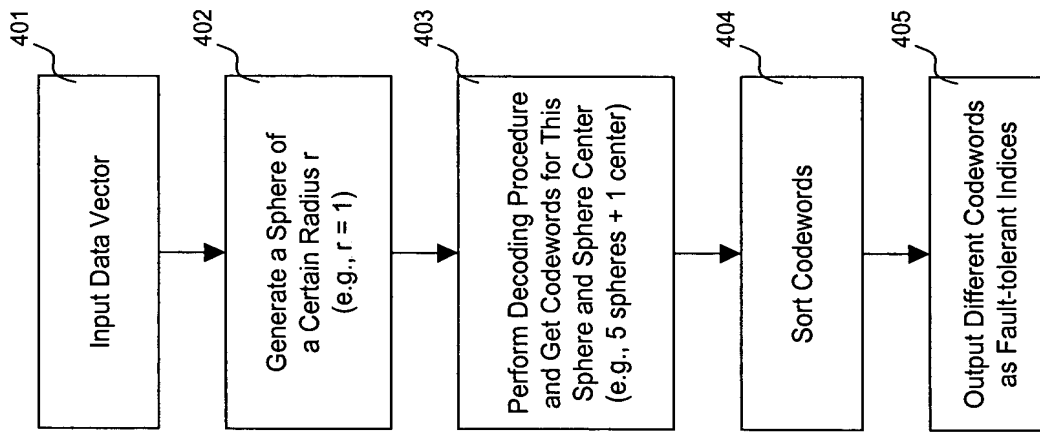 401
Input Data Vector
402
Generate a Sphere of
a Certain Radius r
(e.g., r = 1)
403
Perform Decoding Procedure
and Get Codewords for This
Sphere and Sphere Center
(e.g., 5 spheres + 1 center)
404
Sort Codewords
405
Output Different Codewords
as Fault-tolerant Indices